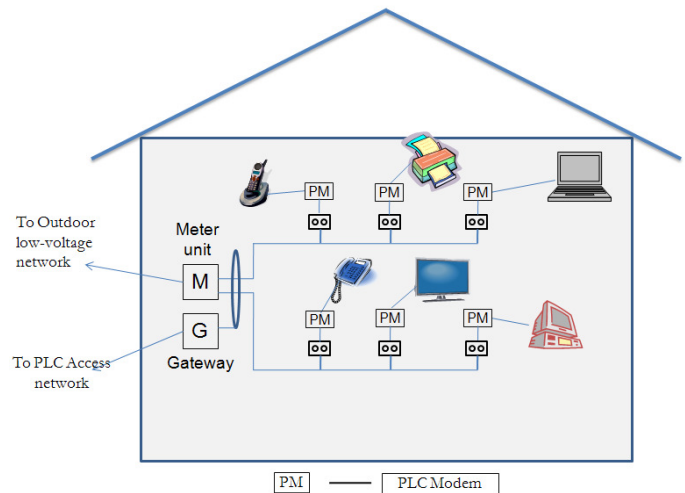 PM
PM
PM
To Outdoor
low-voltage
network
Meter
unit
M
PM
PM
PM
G
Gateway
To PLC Access
network
PM
PLC Modem